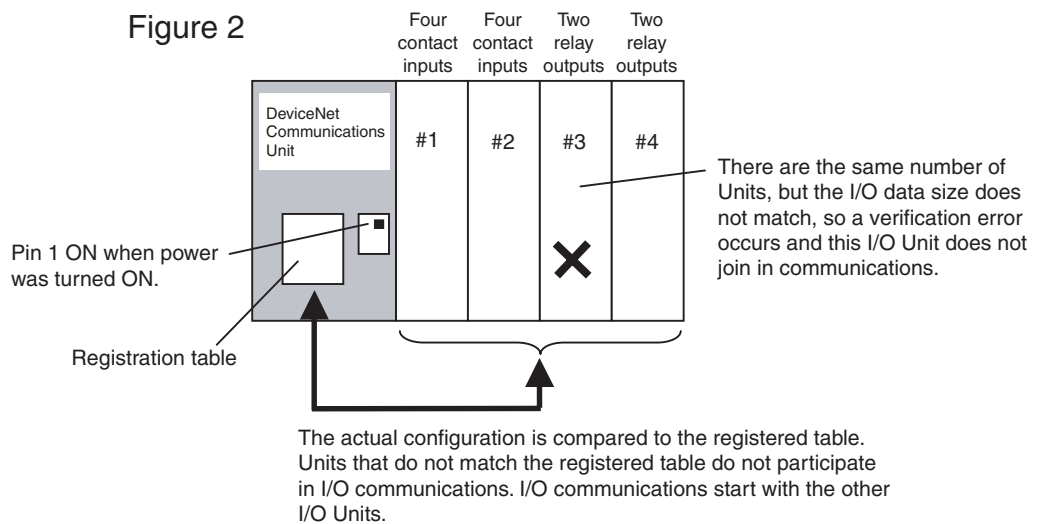 Figure 2
Four
contact
inputs
Four
contact
inputs
Two
relay
outputs
Two
relay
outputs
DeviceNet
Communications
Unit
#1
#2
#3
#4
There are the same number of
Units, but the I/O data size does
not match, so a verification error
occurs and this I/O Unit does not
join in communications.
Pin 1 ON when power
was turned ON.
Registration table
The actual configuration is compared to the registered table.
Units that do not match the registered table do not participate
in I/O communications. I/O communications start with the other
I/O Units.